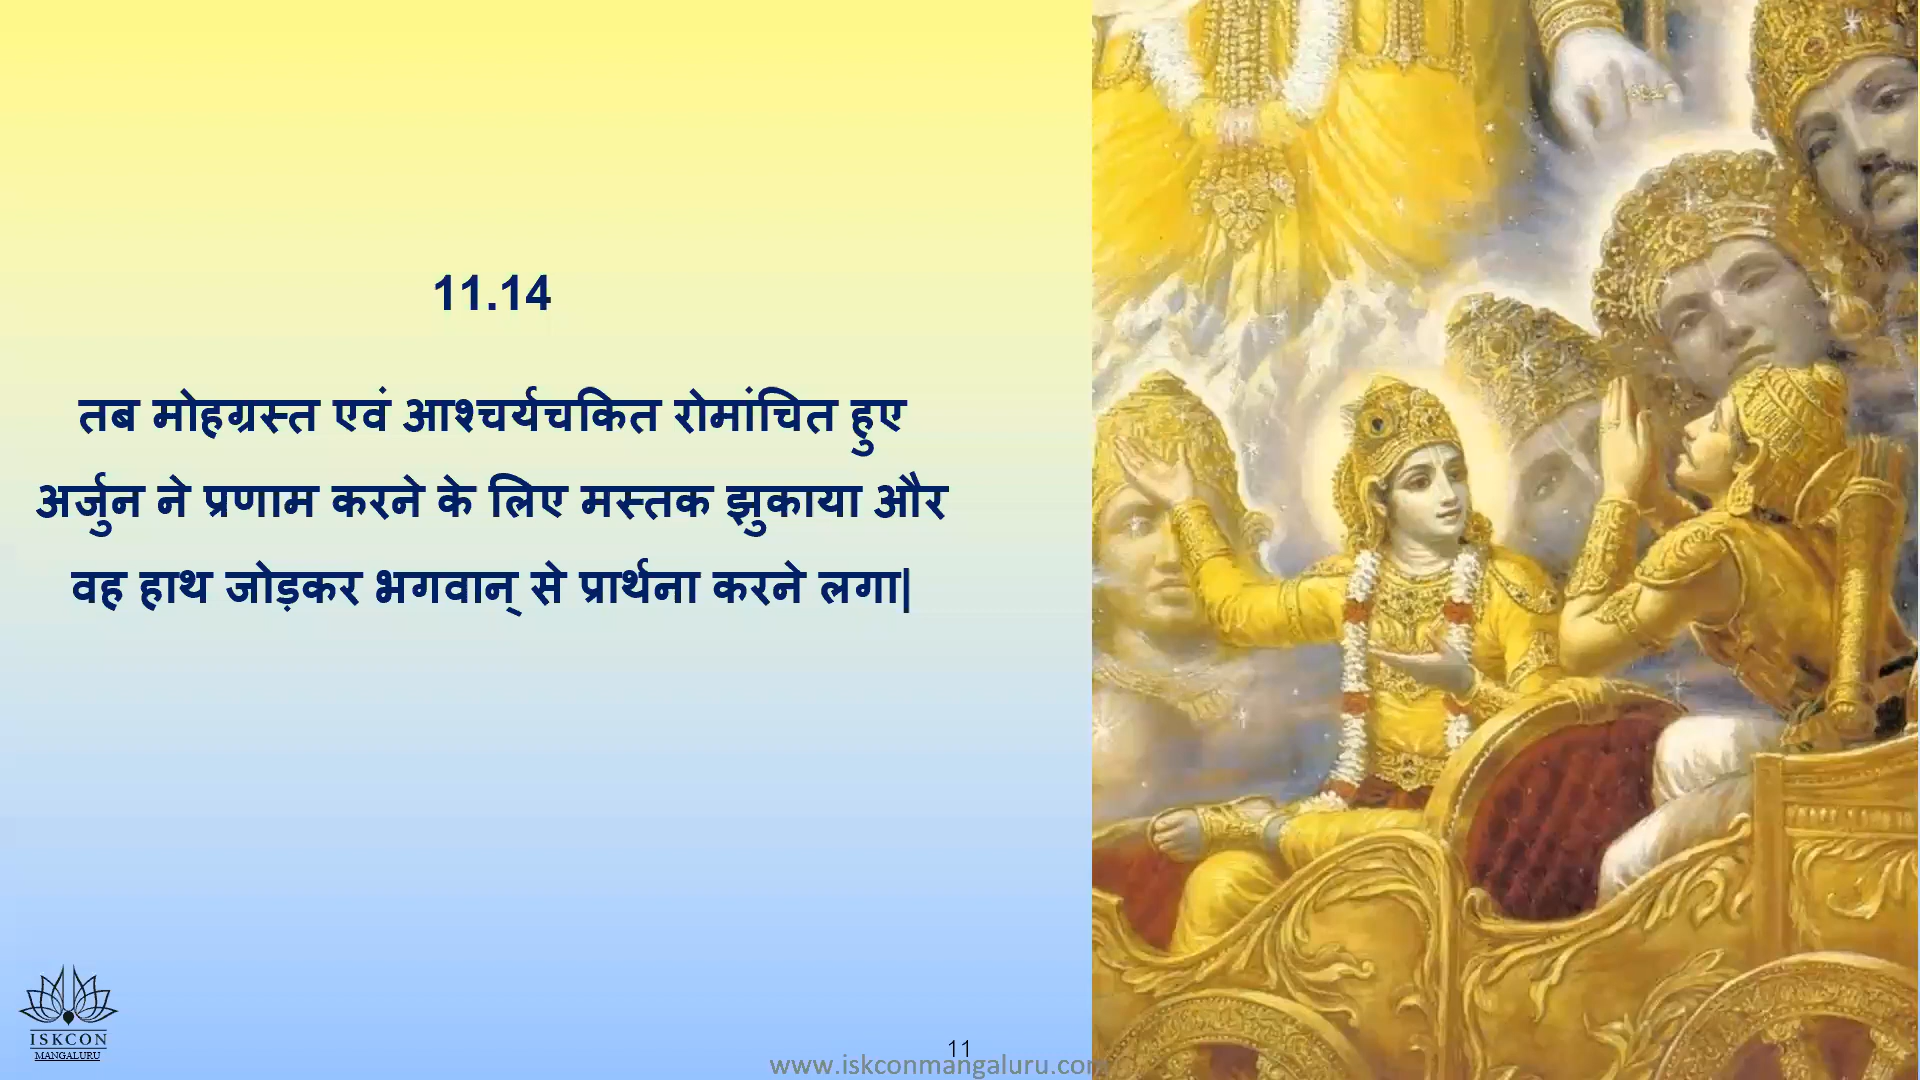 11.14
तब मोहग्रस्त एवं आश्चर्यचकित रोमांचित हुए
अर्जुन ने प्रणाम करने के लिए मस्तक झुकाया और
वह हाथ जोड़कर भगवान् से प्रार्थना करने लगा|
ISKCON
MANGALURU
11
www.iskconmangaluru.com